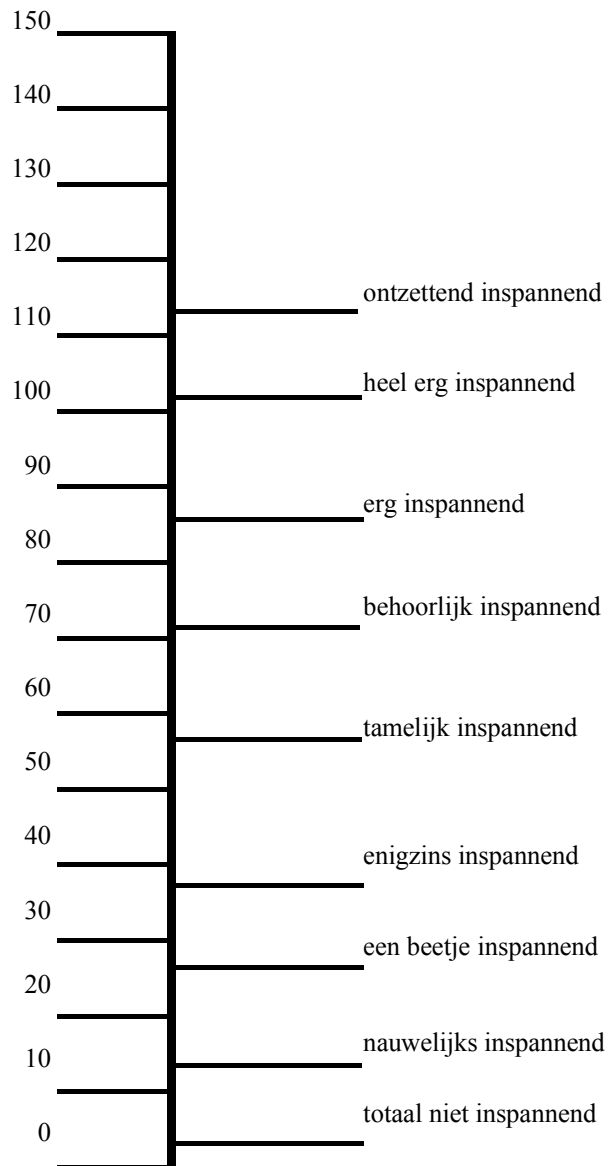 150
140
130
120
ontzettend inspannend
110
heel erg inspannend
100
90
erg inspannend
80
behoorlijk inspannend
70
60
tamelijk inspannend
50
enigzins inspannend
40
30
een beetje inspannend
20
nauwelijks inspannend
10
totaal niet inspannend
0